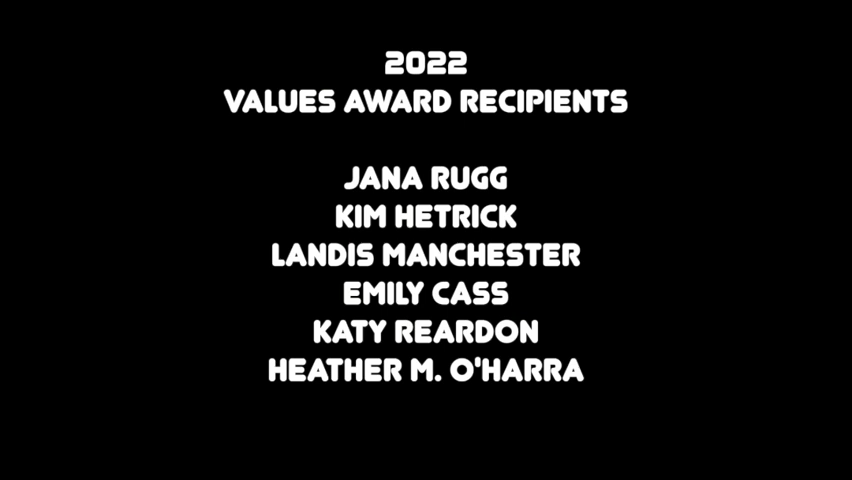 2022
VALUES AWARD RECIPIENTS
JANA RUGG
KIM HETRICK
LANDIS MANCHESTER
EMILY CASS
KATY REARDON
HEATHER M. O'HARRA